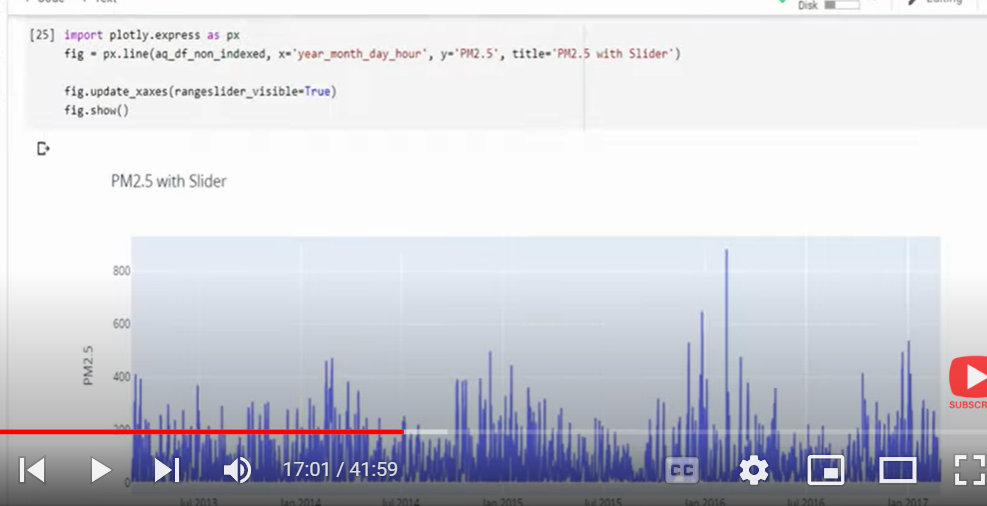 Disk
[25] import plotly.express as px
fig = px.line(aq_df_non_indexed, x='year_month_day_hour', y='PM2.5', title='PM2.5 with Slider')
fig.update_xaxes(rangeslider_visible=True)
fig.show()
PM2.5 with Slider
800
600
400
200
0
PM2.5
SUBSCR
CC
17:01 / 41:59
Jul 2013 Jan 2014 Jul 2014 Jan 2015 Jul 2015 Jan 2016 Jul 2016 Jan 2017